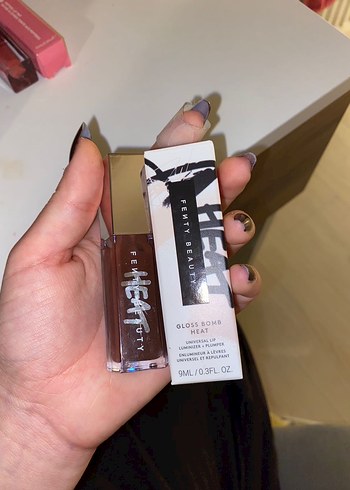 FENTY BEAUTY
HEAT
FENTY BEAUTY
HEAT
GLOSS BOMB
HEAT
UNIVERSAL LIP
LUMINIZER + PLUMPER
ENLUMINEUR À LÈVRES
UNIVERSEL ET REPULPANT
9ML / 0.3FL. OZ.